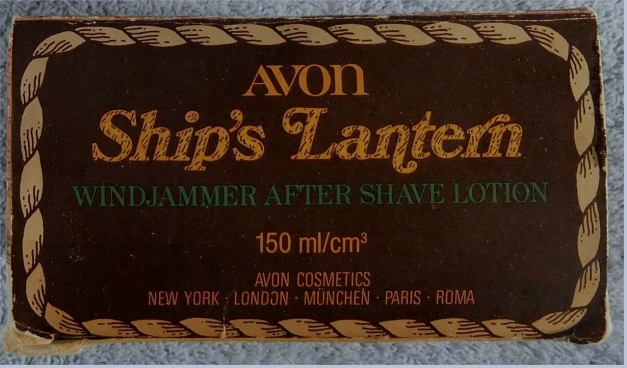 AVON
Ship's Lantern
WINDJAMMER AFTER SHAVE LOTION
150 ml/cm³
AVON COSMETICS
NEW YORK · LONDON · MÜNCHEN · PARIS · ROMA